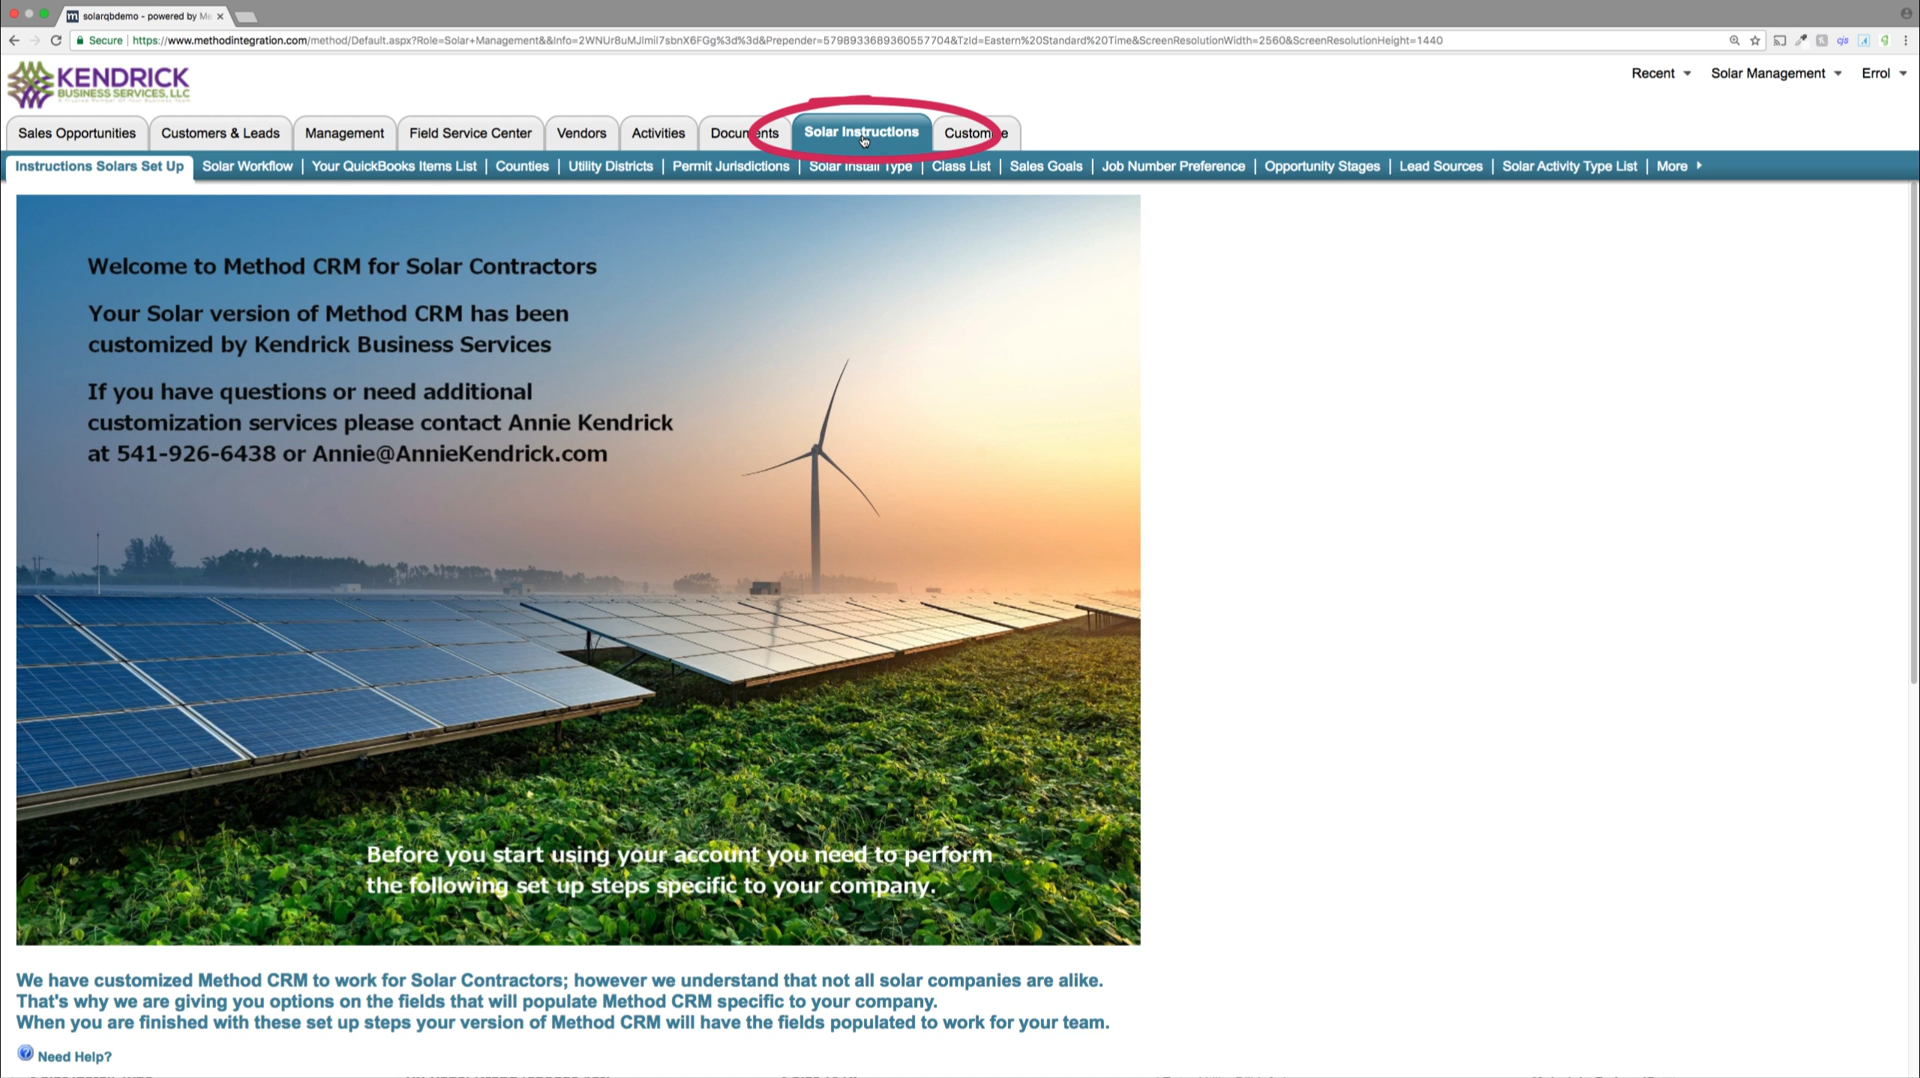 solarqbdemo - powered by Me
Secure
https://www.methodintegration.com/method/Default.aspx?Role=Solar+Management&&Info=2WNUr8uMJlmiI7sbnX6FGg%3d%3d&Prepender=5798933689360557704&TzId=Eastern%20Standard%20Time&ScreenResolutionWidth=2560&ScreenResolutionHeight=1440
KENDRICK
BUSINESS SERVICES, LLC
Recent Solar Management Errol
Sales Opportunities Customers & Leads Management Field Service Center Vendors Activities Documents Solar Instructions Customize
Instructions Solars Set Up Solar Workflow Your QuickBooks Items List Counties Utility Districts Permit Jurisdictions Solar Install Type Class List Sales Goals Job Number Preference Opportunity Stages Lead Sources Solar Activity Type List More
Welcome to Method CRM for Solar Contractors
Your Solar version of Method CRM has been
customized by Kendrick Business Services
If you have questions or need additional
customization services please contact Annie Kendrick
at 541-926-6438 or Annie@AnnieKendrick.com
Before you start using your account you need to perform
the following set up steps specific to your company.
We have customized Method CRM to work for Solar Contractors; however we understand that not all solar companies are alike.
That's why we are giving you options on the fields that will populate Method CRM specific to your company.
When you are finished with these set up steps your version of Method CRM will have the fields populated to work for your team.
Need Help?